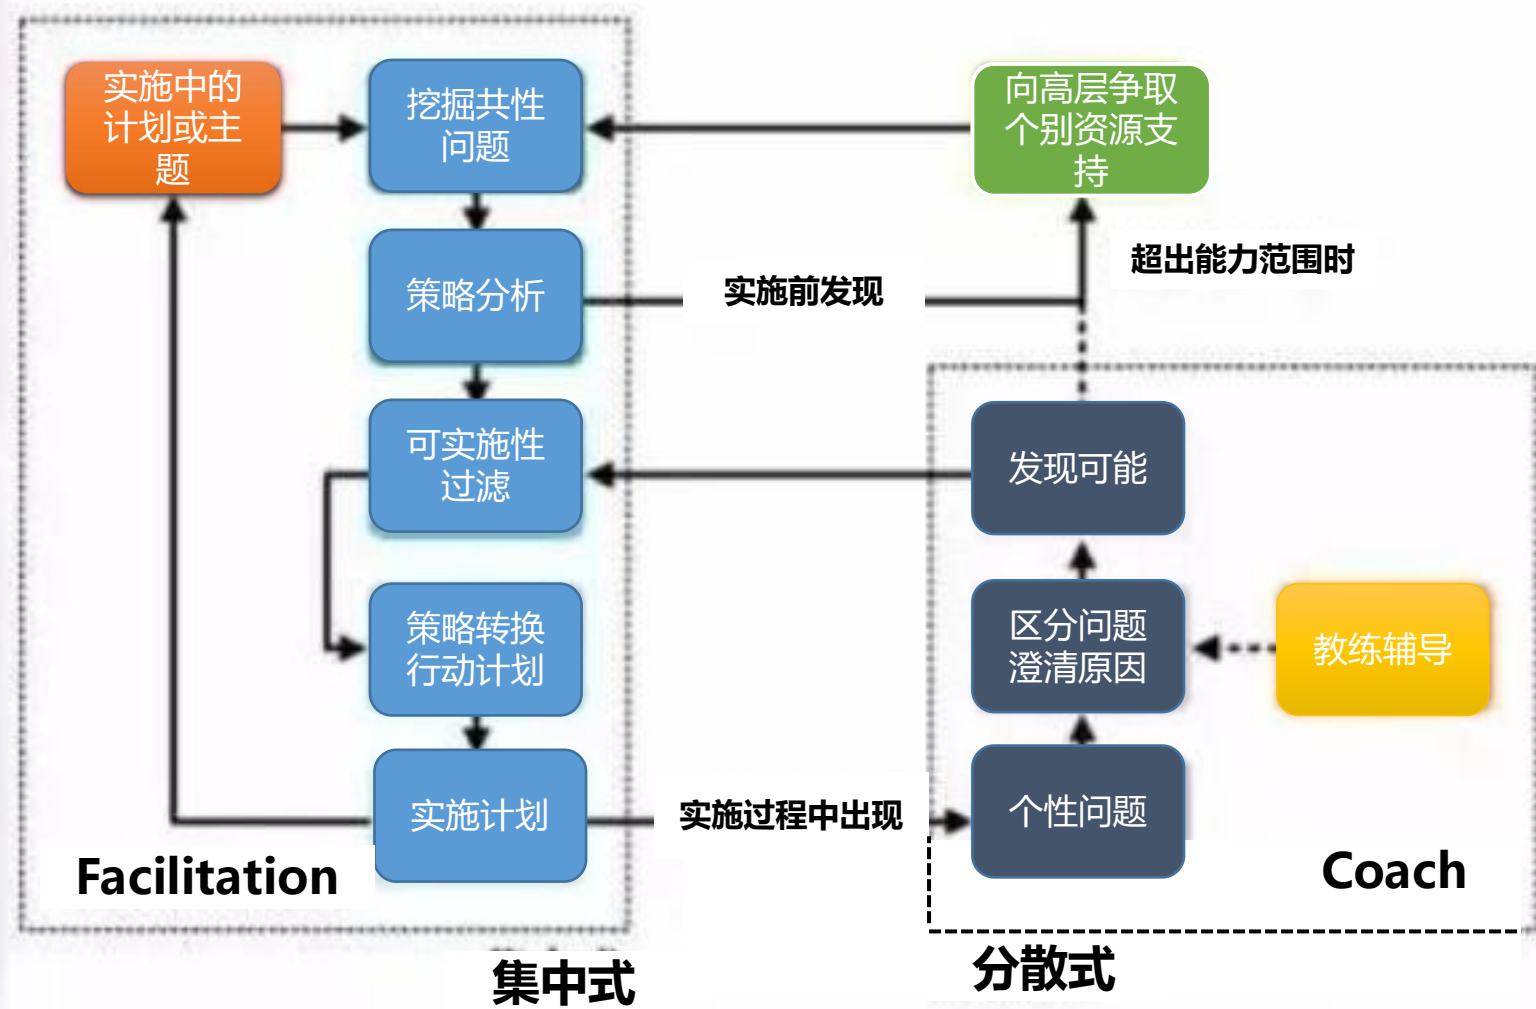 实施中的
计划或主
题
挖掘共性
问题
向高层争取
个别资源支
持
策略分析
实施前发现
超出能力范围时
可实施性
过滤
发现可能
策略转换
行动计划
区分问题
澄清原因
教练辅导
实施计划
实施过程中出现
个性问题
Facilitation
Coach
集中式
分散式